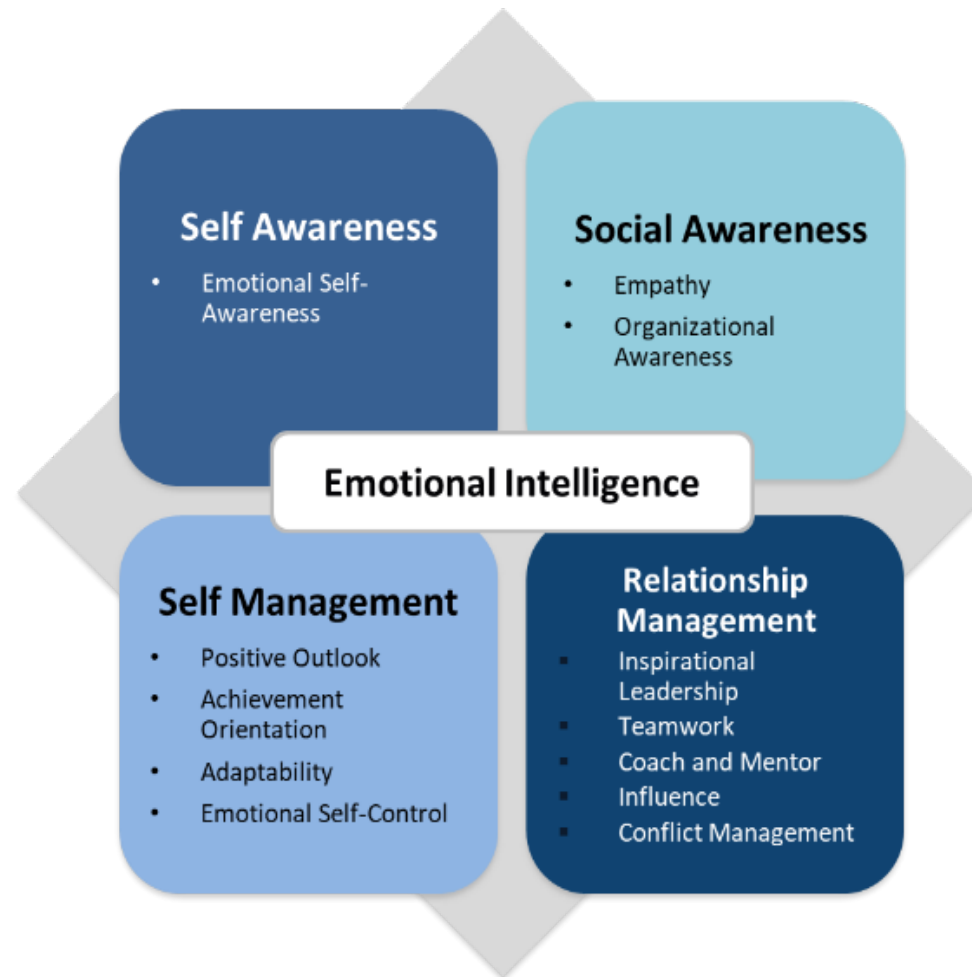 Self Awareness
• Emotional Self-
Awareness
Social Awareness
• Empathy
• Organizational
Awareness
Emotional Intelligence
Self Management
• Positive Outlook
• Achievement
Orientation
• Adaptability
• Emotional Self-Control
Relationship
Management
▪ Inspirational
Leadership
▪ Teamwork
▪ Coach and Mentor
▪ Influence
▪ Conflict Management